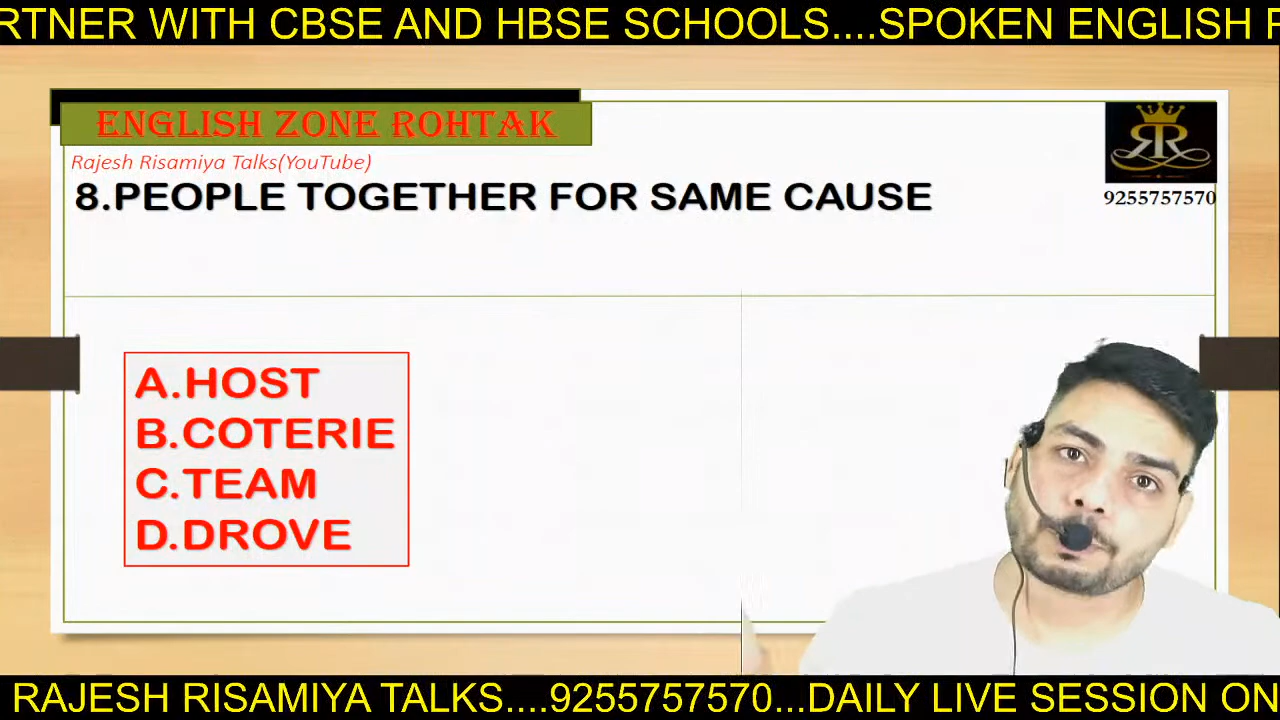 RTNER WITH CBSE AND HBSE SCHOOLS....SPOKEN ENGLISH
ENGLISH ZONE ROHTAK
Rajesh Risamiya Talks(YouTube)
8.PEOPLE TOGETHER FOR SAME CAUSE
RR
9255757570
A.HOST
B.COTERIE
C.TEAM
D.DROVE
RAJESH RISAMIYA TALKS....9255757570...DAILY LIVE SESSION ON